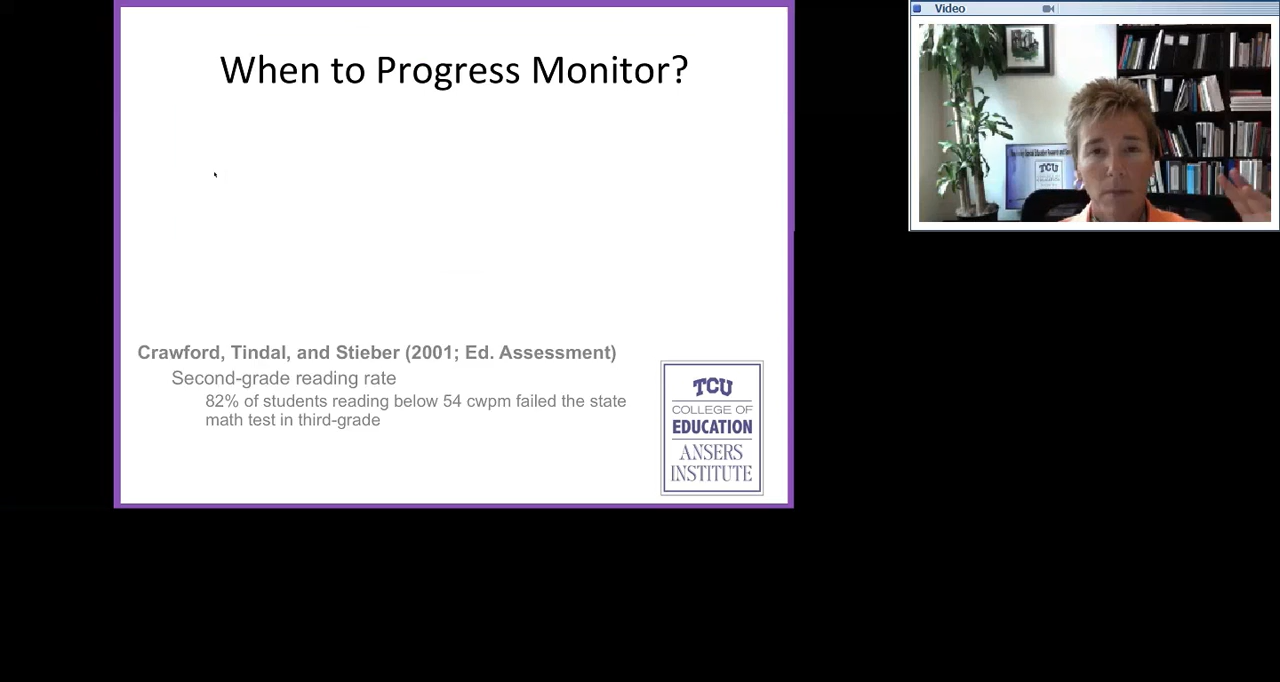 When to Progress Monitor?
Crawford, Tindal, and Stieber (2001; Ed. Assessment)
Second-grade reading rate
82% of students reading below 54 cwpm failed the state
math test in third-grade
TCU
COLLEGE OF
EDUCATION
ANSERS
INSTITUTE
Video
TCU